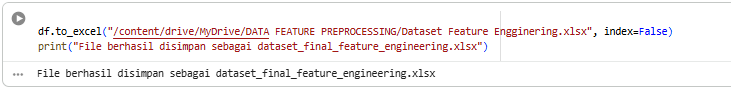 df.to_excel("/content/drive/MyDrive/DATA FEATURE PREPROCESSING/Dataset Feature Engginering.xlsx", index=False)
print("File berhasil disimpan sebagai dataset_final_feature_engineering.xlsx")
File berhasil disimpan sebagai dataset_final_feature_engineering.xlsx